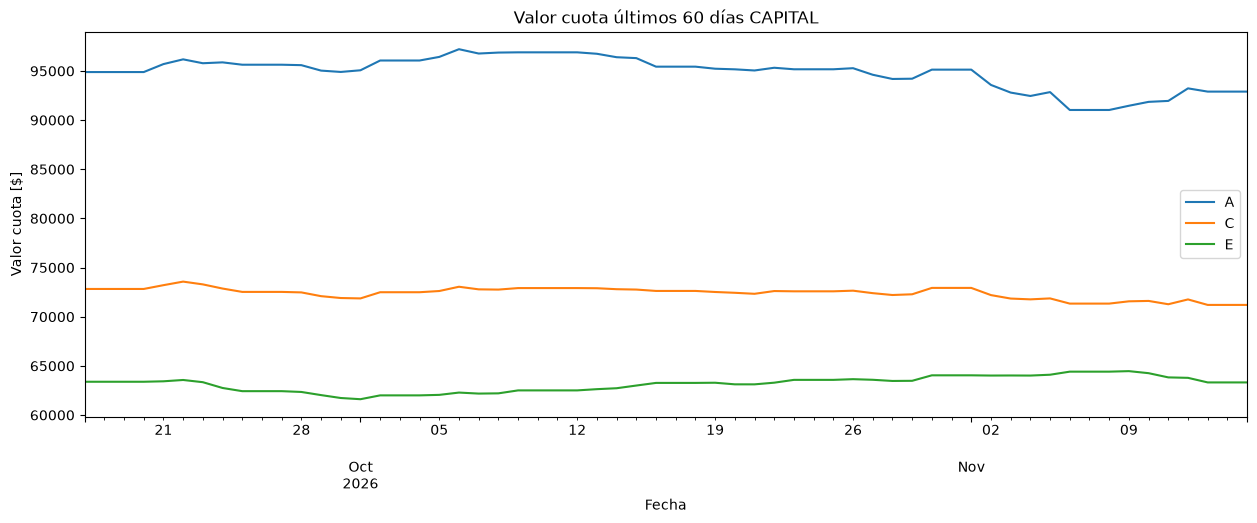 Valor cuota últimos 60 días CAPITAL
Valor cuota [$]
95000
90000
85000
80000
75000
70000
65000
60000
A
C
E
21
28
05
12
19
26
02
09
Oct
2026
Nov
Fecha